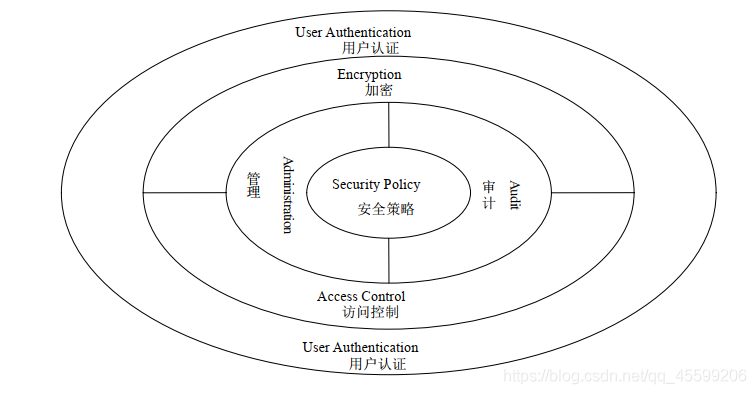 User Authentication
用户认证
Encryption
加密
管理
Administration
Security Policy
安全策略
审计
Audit
Access Control
访问控制
User Authentication
用户认证
https://blog.csdn.net/qq_45599206